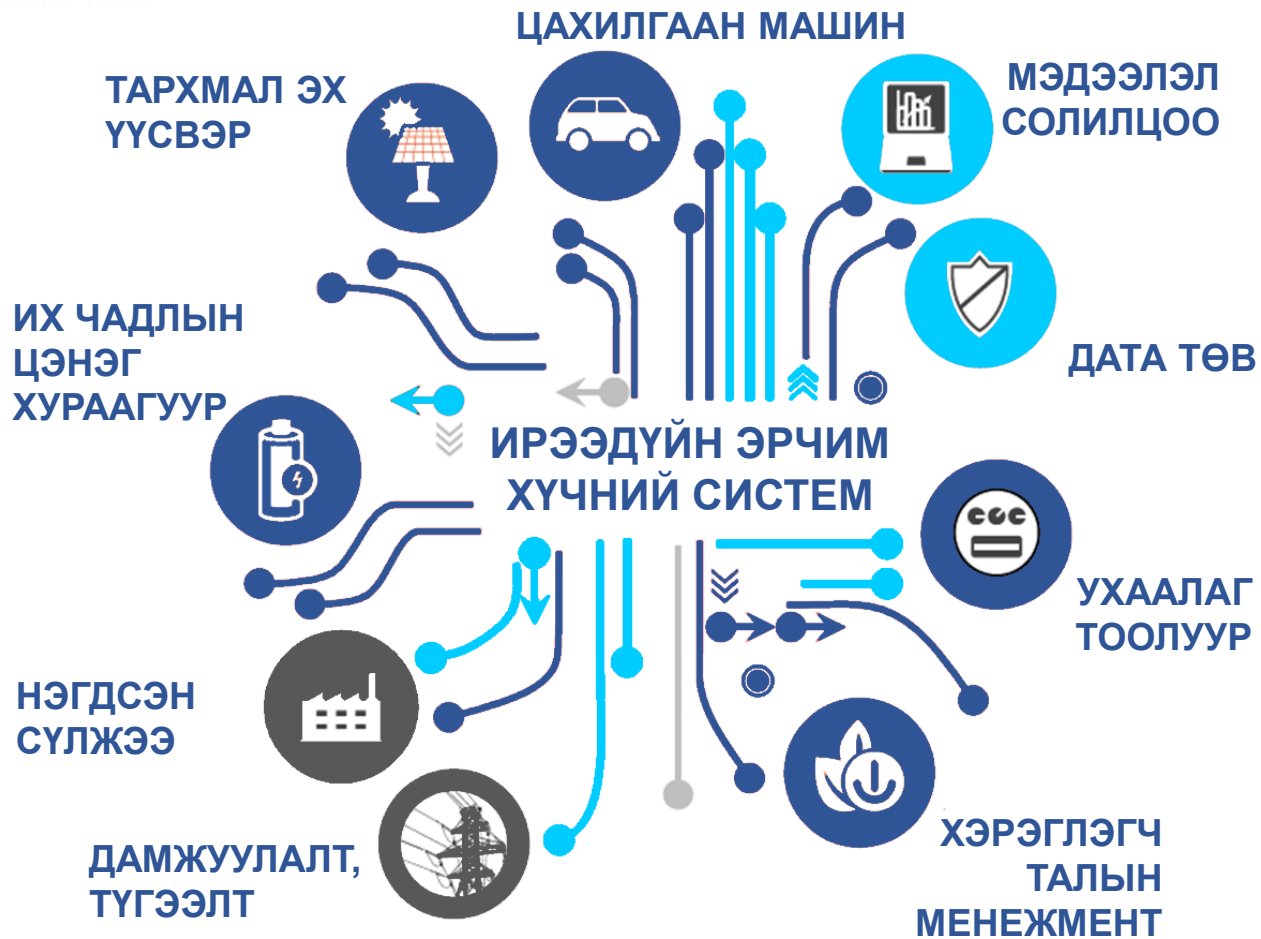 ЦАХИЛГААН МАШИН
ТАРХМАЛ ЭХ
ҮҮСВЭР
МЭДЭЭЛЭЛ
СОЛИЛЦОО
ИХ ЧАДЛЫН
ЦЭНЭГ
ХУРААГУУР
ДАТА ТӨВ
ИРЭЭДҮЙН ЭРЧИМ
ХҮЧНИЙ СИСТЕМ
УХААЛАГ
ТООЛУУР
НЭГДСЭН
СҮЛЖЭЭ
ДАМЖУУЛАЛТ,
ТҮГЭЭЛТ
ХЭРЭГЛЭГЧ
ТАЛЫН
МЕНЕЖМЕНТ